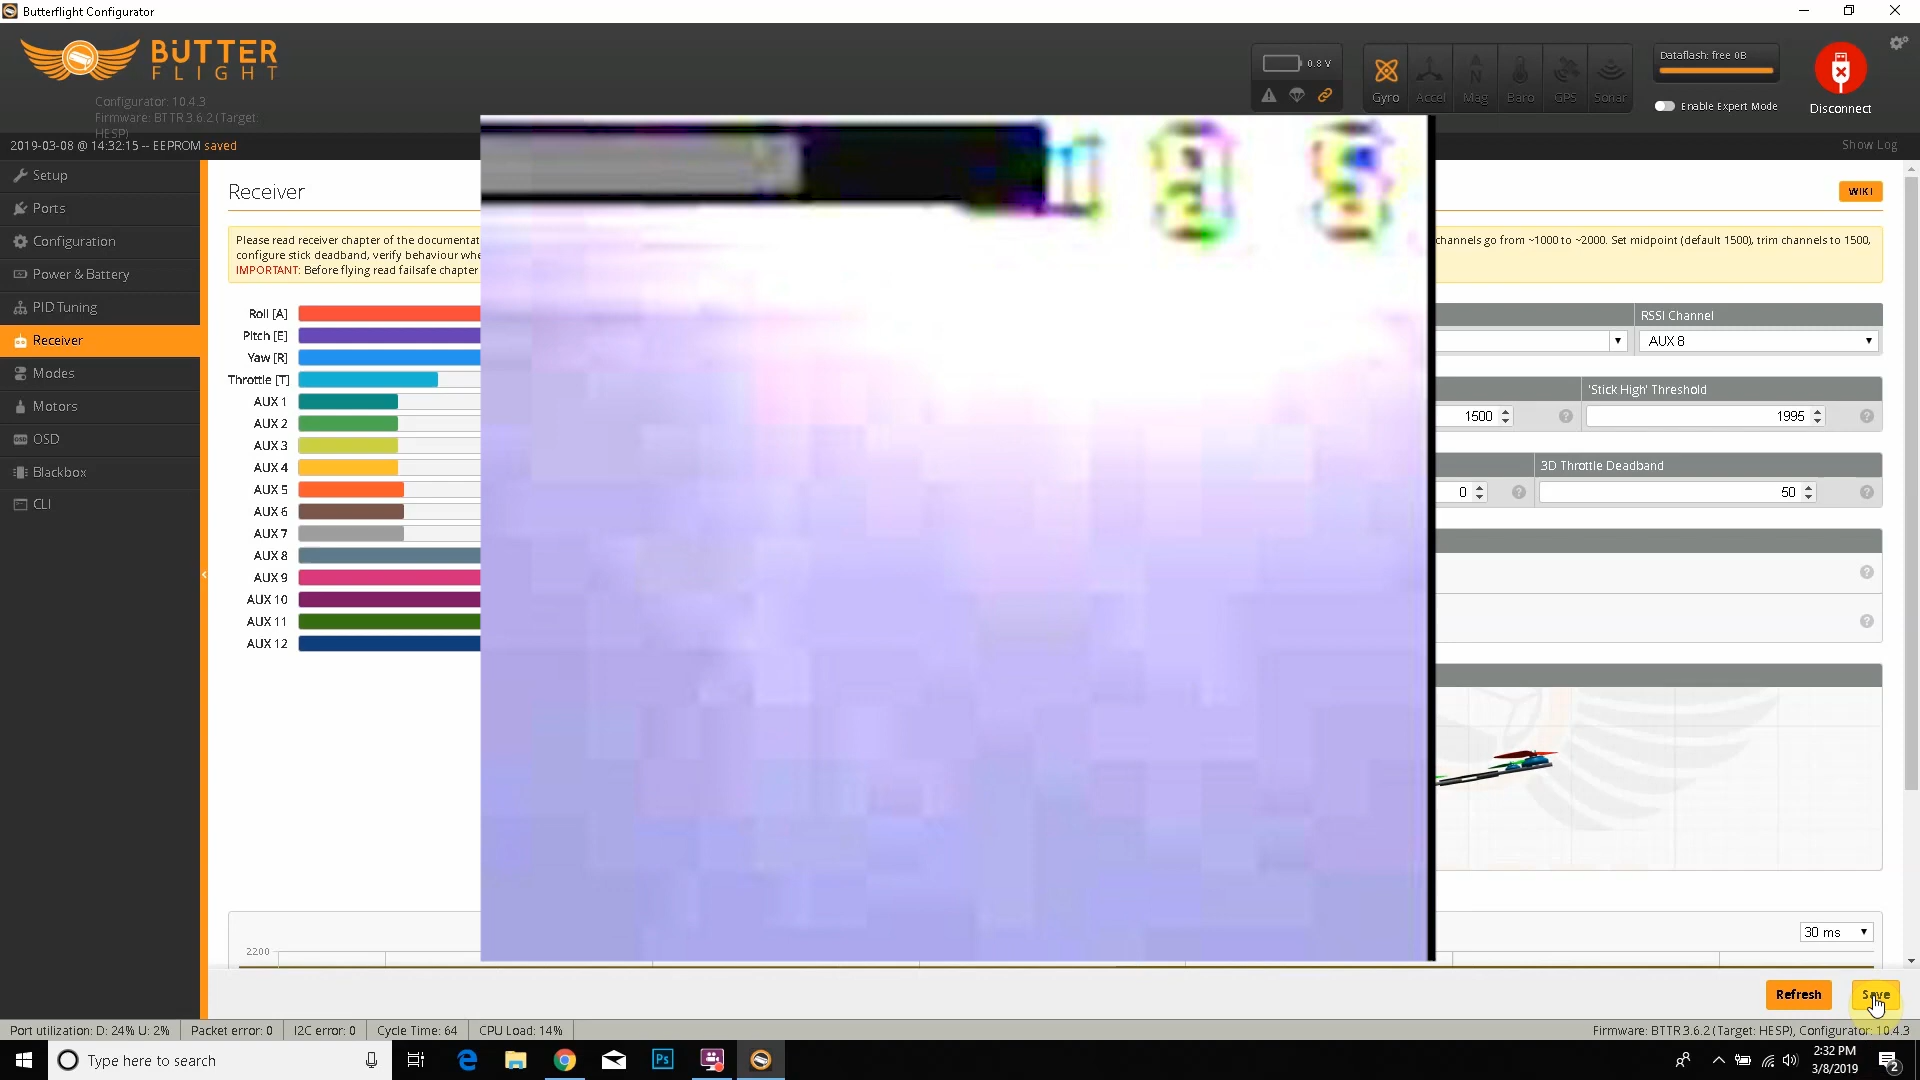 Butterflight Configurator
BUTTER
FLIGHT
Configurator: 10.4.3
Firmware: BTTR 3.6.2 (Target:
HESP)
0.8 V
Gyro
Accel
Mag
Baro
GPS
Sonar
Dataflash: free 0B
Enable Expert Mode
Disconnect
2019-03-08 @ 14:32:15 -- EEPROM saved
Show Log
Setup
Ports
Configuration
Power & Battery
PID Tuning
Receiver
Modes
Motors
OSD
Blackbox
CLI
Receiver
WIKI
Please read receiver chapter of the documentat
channels go from ~1000 to ~2000. Set midpoint (default 1500), trim channels to 1500,
configure stick deadband, verify behaviour whe
IMPORTANT: Before flying read failsafe chapter
Roll [A]
Pitch [E]
Yaw [R]
Throttle [T]
AUX 1
AUX 2
AUX 3
AUX 4
AUX 5
AUX 6
AUX 7
AUX 8
AUX 9
AUX 10
AUX 11
AUX 12
RSSI Channel
AUX 8
'Stick High' Threshold
1500
1995
3D Throttle Deadband
0
50
30 ms
2200
Refresh
Save
Port utilization: D: 24% U: 2%
Packet error: 0
I2C error: 0
Cycle Time: 64
CPU Load: 14%
Firmware: BTTR 3.6.2 (Target: HESP), Configurator: 10.4.3
Type here to search
Ps
2:32 PM
3/8/2019
2